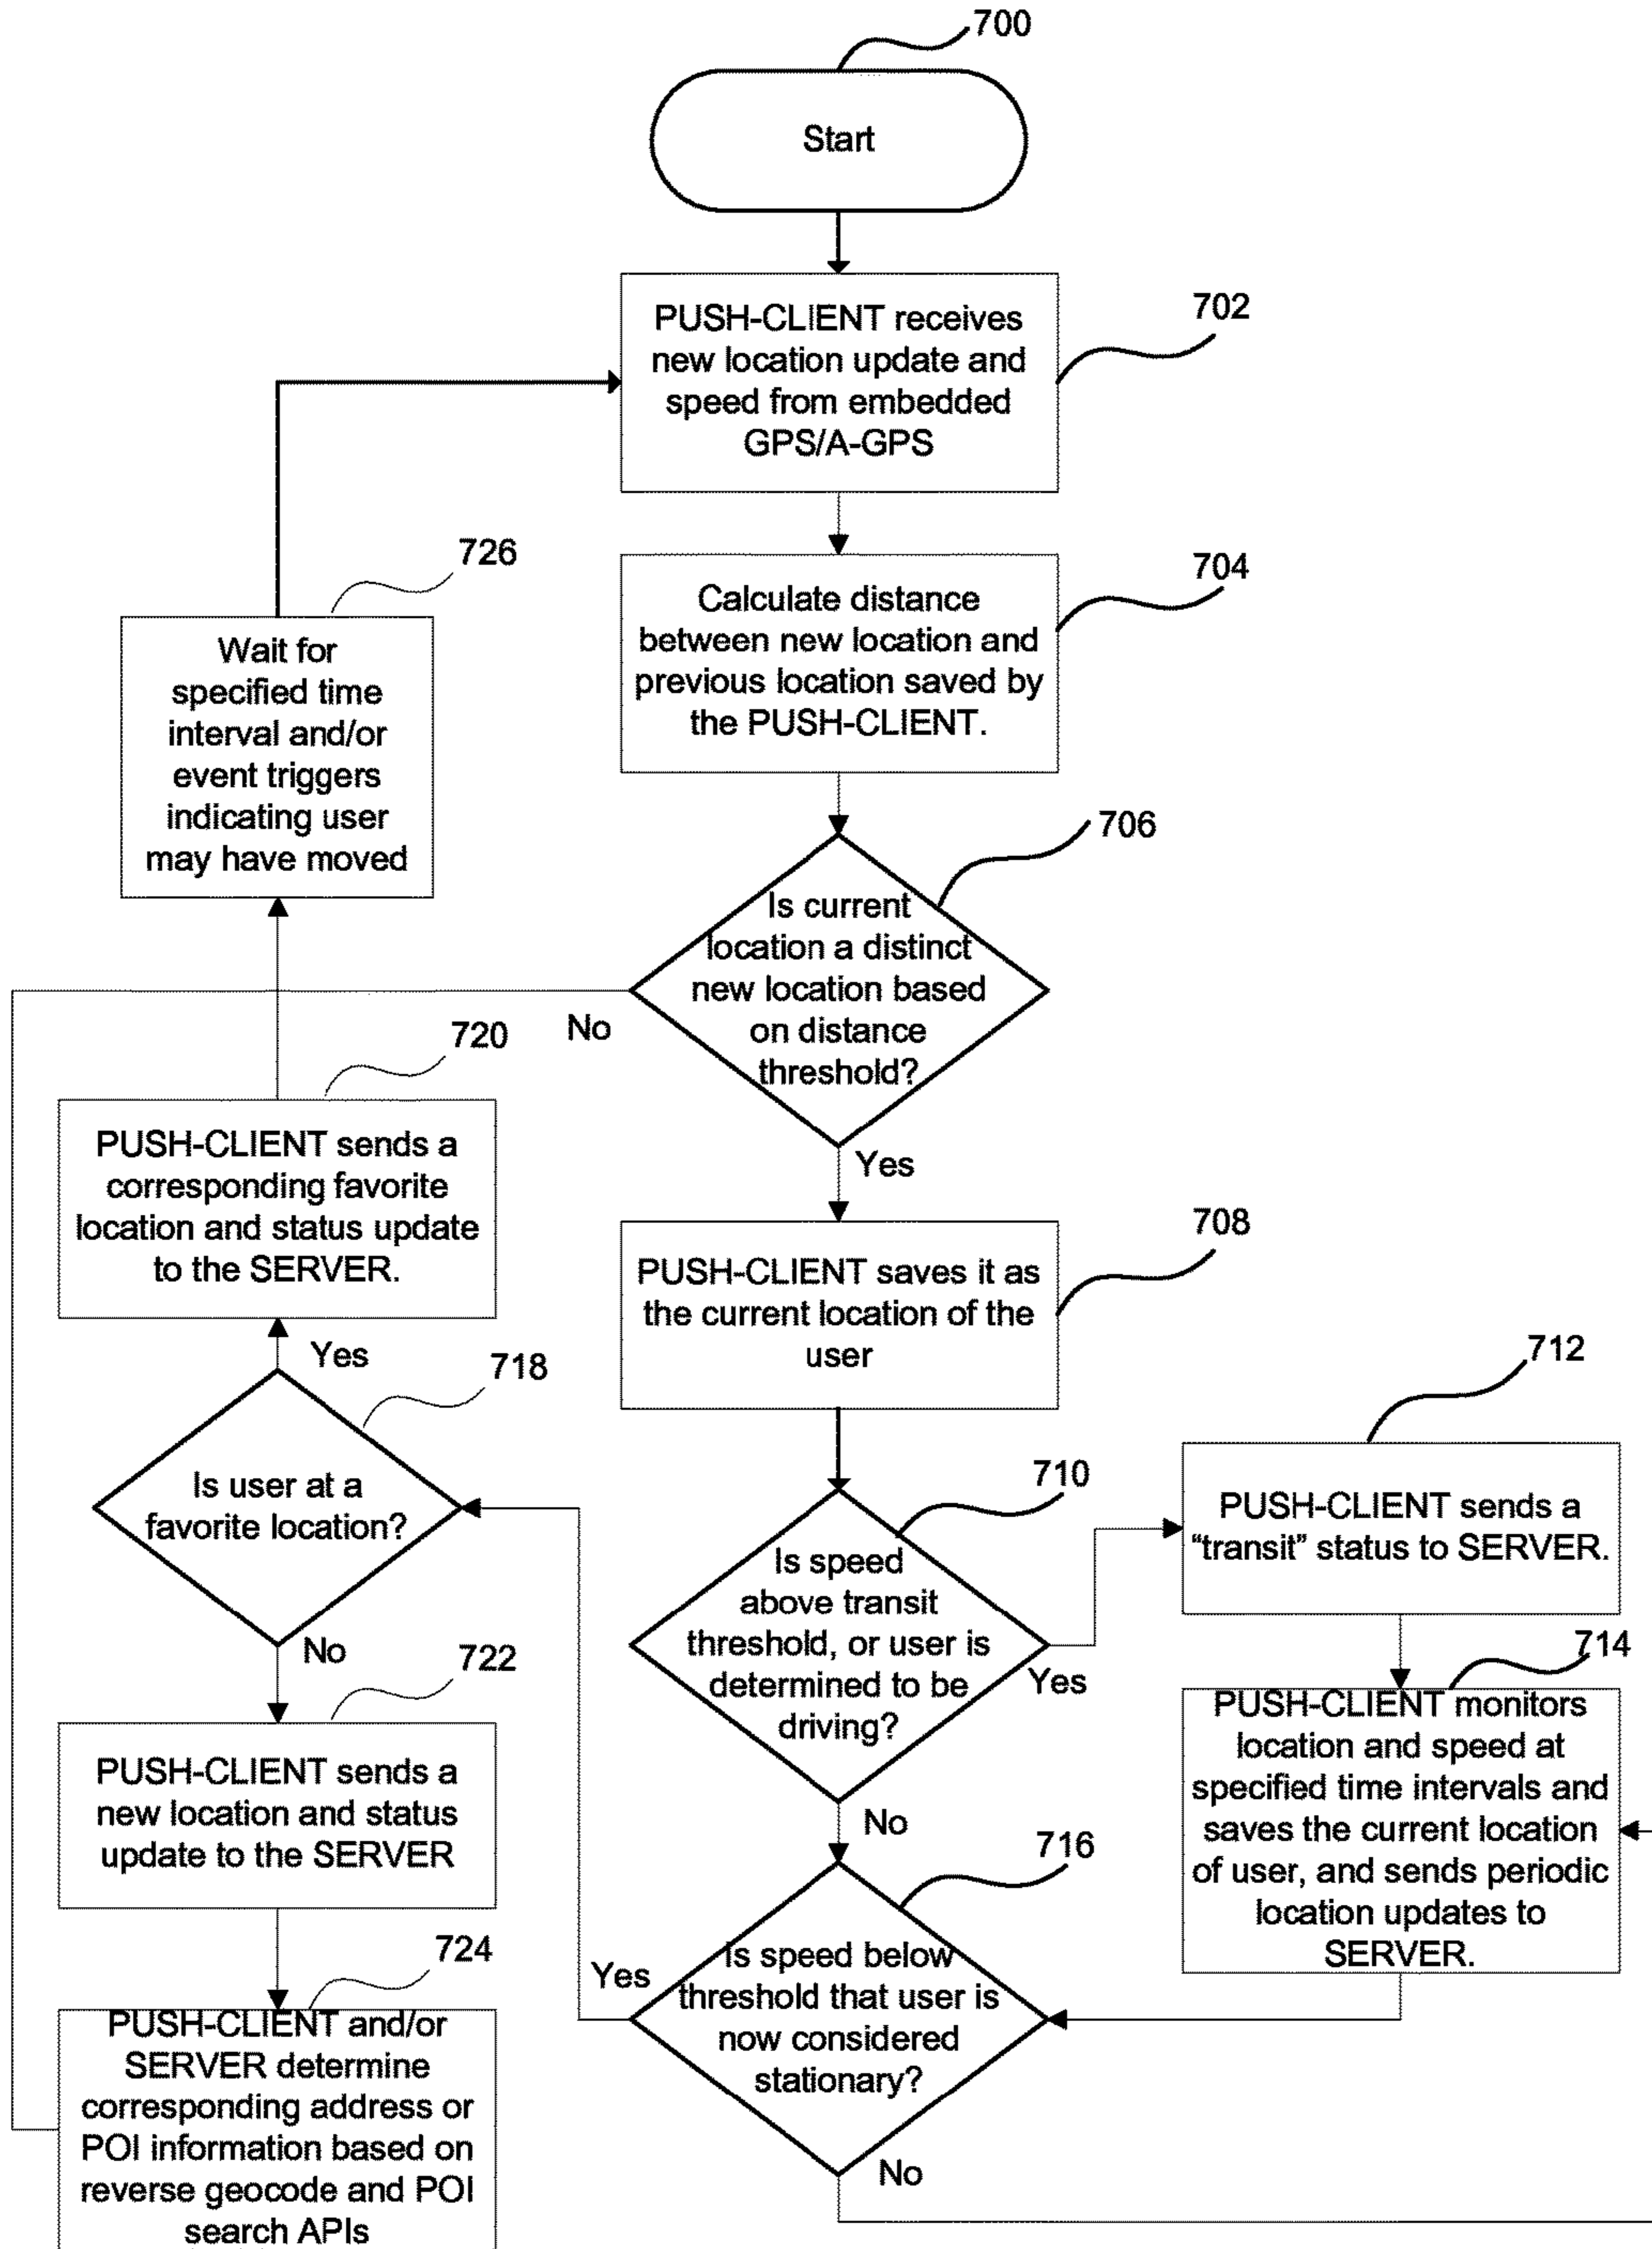 700
Start
702
PUSH-CLIENT receives
new location update and
speed from embedded
GPS/A-GPS
704
Calculate distance
between new location and
previous location saved by
the PUSH-CLIENT.
726
Wait for
specified time
interval and/or
event triggers
indicating user
may have moved
706
Is current
location a distinct
new location based
on distance
threshold?
No
Yes
720
PUSH-CLIENT sends a
corresponding favorite
location and status update
to the SERVER.
708
PUSH-CLIENT saves it as
the current location of the
user
Yes
718
Is user at a
favorite location?
No
710
Is speed
above transit
threshold, or user is
determined to be
driving?
Yes
No
712
PUSH-CLIENT sends a
“transit” status to SERVER.
714
PUSH-CLIENT monitors
location and speed at
specified time intervals and
saves the current location
of user, and sends periodic
location updates to
SERVER.
722
PUSH-CLIENT sends a
new location and status
update to the SERVER
716
Is speed below
threshold that user is
now considered
stationary?
Yes
No
724
PUSH-CLIENT and/or
SERVER determine
corresponding address or
POI information based on
reverse geocode and POI
search APIs